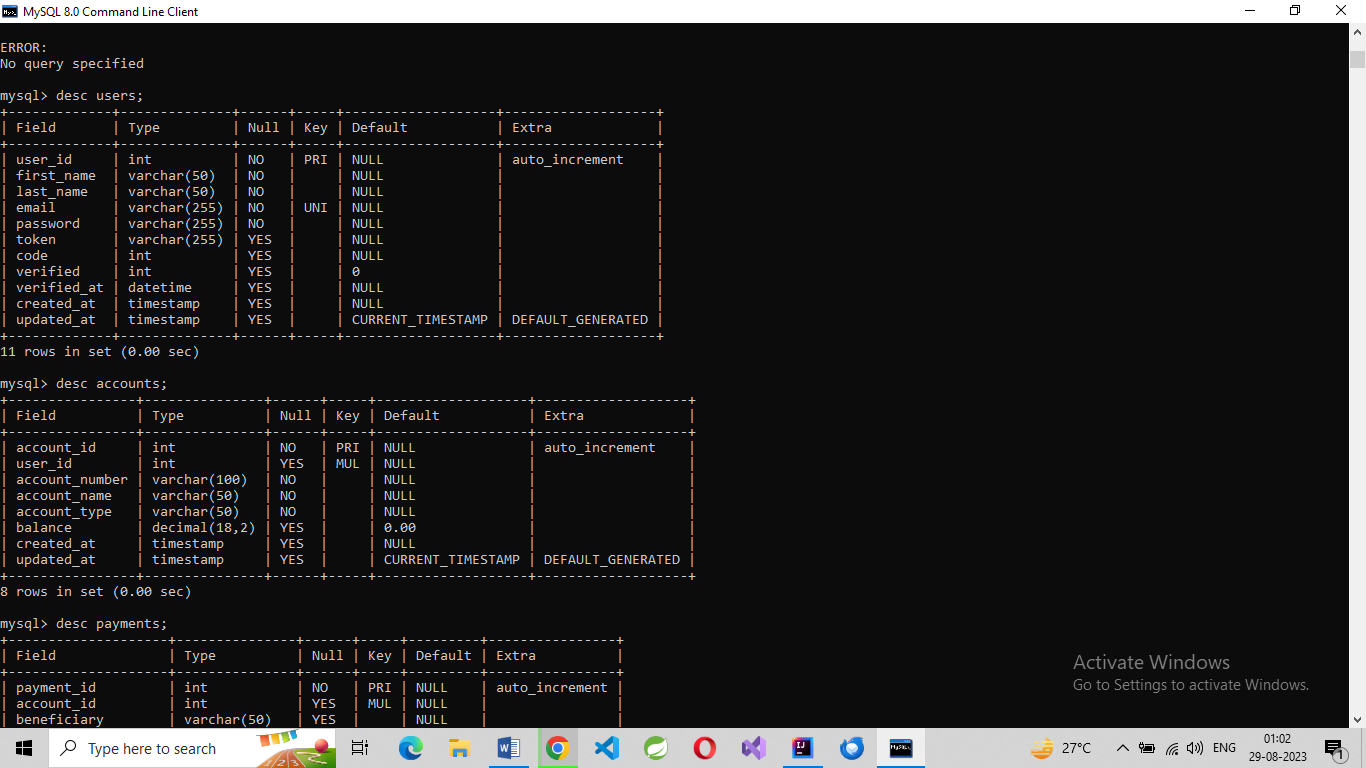 MySQL 8.0 Command Line Client
ERROR:
No query specified
mysql> desc users;
+-------------+--------------+------+-----+-------------------+-------------------+
| Field       | Type         | Null | Key | Default           | Extra             |
+-------------+--------------+------+-----+-------------------+-------------------+
| user_id     | int          | NO   | PRI | NULL              | auto_increment    |
| first_name  | varchar(50)  | NO   |     | NULL              |                   |
| last_name   | varchar(50)  | NO   |     | NULL              |                   |
| email       | varchar(255) | NO   | UNI | NULL              |                   |
| password    | varchar(255) | NO   |     | NULL              |                   |
| token       | varchar(255) | YES  |     | NULL              |                   |
| code        | int          | YES  |     | NULL              |                   |
| verified    | int          | YES  |     | 0                 |                   |
| verified_at | datetime     | YES  |     | NULL              |                   |
| created_at  | timestamp    | YES  |     | NULL              |                   |
| updated_at  | timestamp    | YES  |     | CURRENT_TIMESTAMP | DEFAULT_GENERATED |
+-------------+--------------+------+-----+-------------------+-------------------+
11 rows in set (0.00 sec)
mysql> desc accounts;
+----------------+---------------+------+-----+-------------------+-------------------+
| Field          | Type          | Null | Key | Default           | Extra             |
+----------------+---------------+------+-----+-------------------+-------------------+
| account_id     | int           | NO   | PRI | NULL              | auto_increment    |
| user_id        | int           | YES  | MUL | NULL              |                   |
| account_number | varchar(100)  | NO   |     | NULL              |                   |
| account_name   | varchar(50)   | NO   |     | NULL              |                   |
| account_type   | varchar(50)   | NO   |     | NULL              |                   |
| balance        | decimal(18,2) | YES  |     | 0.00              |                   |
| created_at     | timestamp     | YES  |     | NULL              |                   |
| updated_at     | timestamp     | YES  |     | CURRENT_TIMESTAMP | DEFAULT_GENERATED |
+----------------+---------------+------+-----+-------------------+-------------------+
8 rows in set (0.00 sec)
mysql> desc payments;
+--------------------+---------------+------+-----+---------+----------------+
| Field              | Type          | Null | Key | Default | Extra          |
+--------------------+---------------+------+-----+---------+----------------+
| payment_id         | int           | NO   | PRI | NULL    | auto_increment |
| account_id         | int           | YES  | MUL | NULL    |                |
| beneficiary        | varchar(50)   | YES  |     | NULL    |                |
Activate Windows
Go to Settings to activate Windows.
Type here to search
27°C
ENG
01:02
29-08-2023
1